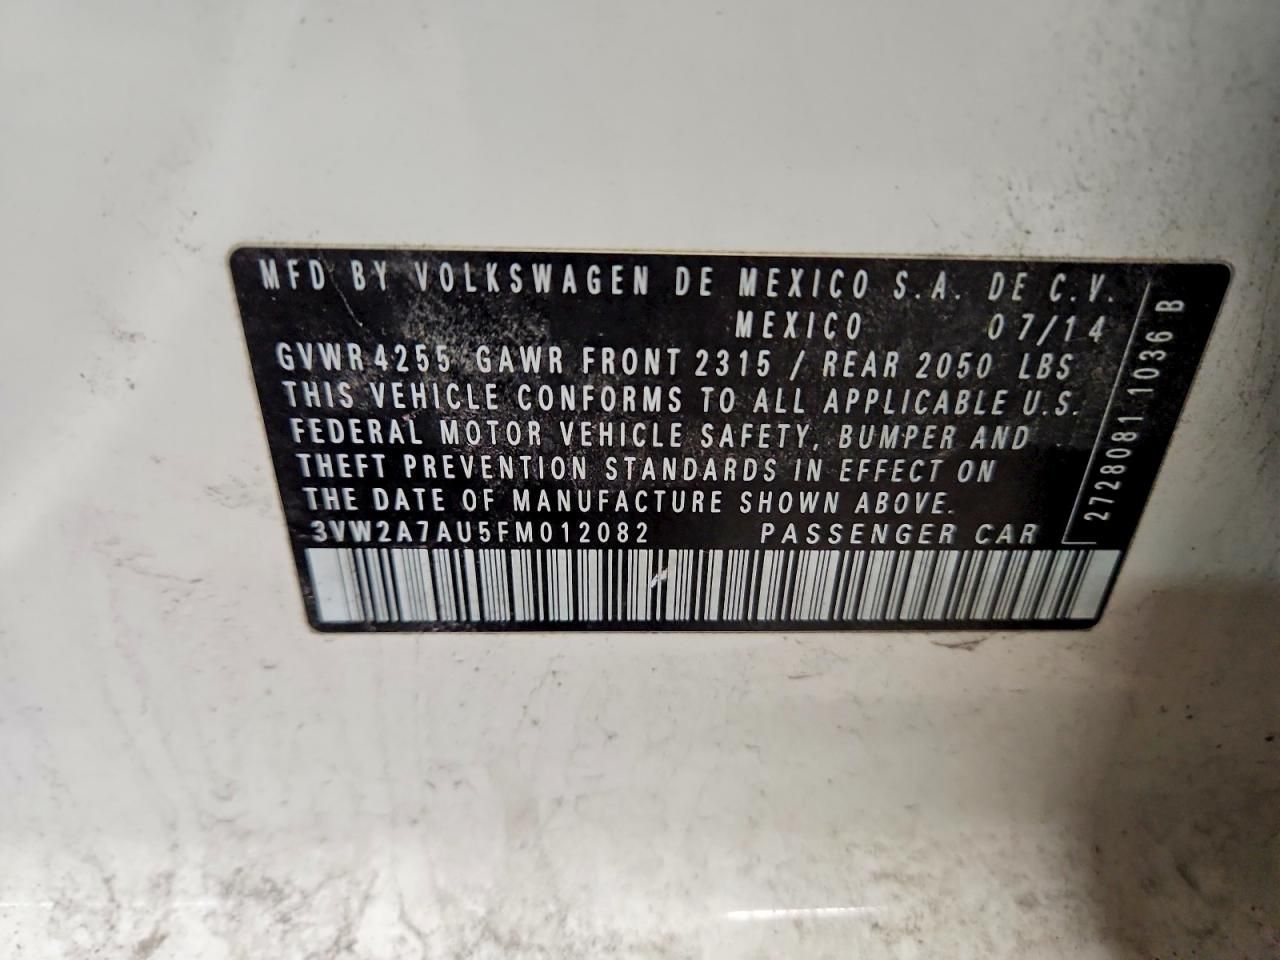 MFD BY VOLKSWAGEN DE MEXICO S.A. DE C.V.
MEXICO 07/14
GVWR 4255 GAWR FRONT 2315 / REAR 2050 LBS
THIS VEHICLE CONFORMS TO ALL APPLICABLE U.S.
FEDERAL MOTOR VEHICLE SAFETY, BUMPER AND
THEFT PREVENTION STANDARDS IN EFFECT ON
THE DATE OF MANUFACTURE SHOWN ABOVE.
3VW2A7AU5FM012082 PASSENGER CAR
2728081 1036 B